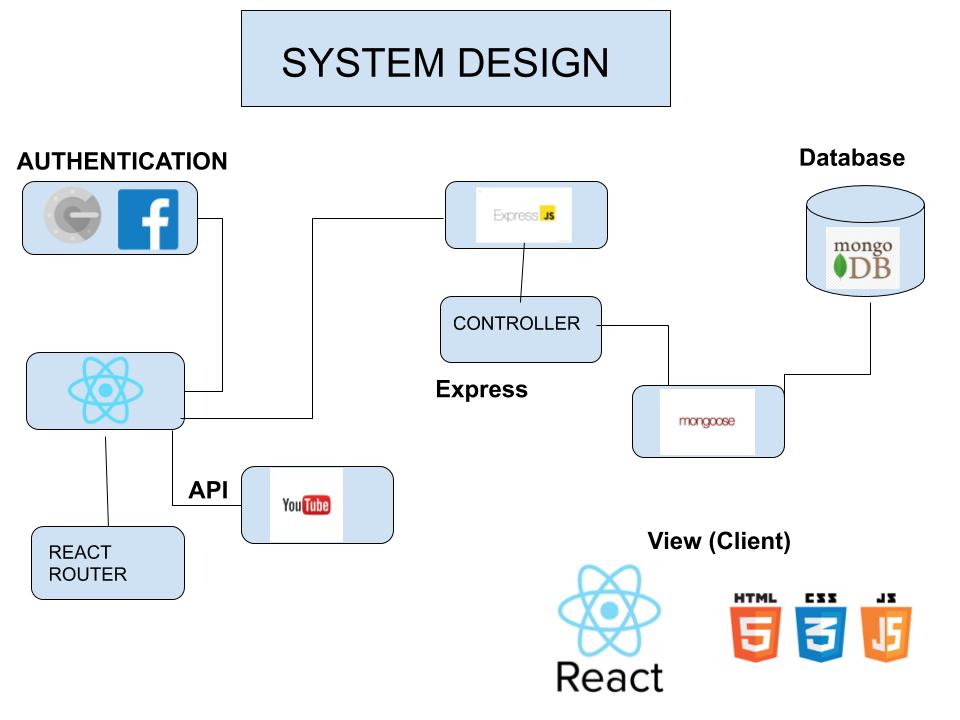 SYSTEM DESIGN
AUTHENTICATION
Database
f
Express JS
mongo
DB
CONTROLLER
Express
mongoose
API
YouTube
REACT
ROUTER
View (Client)
HTML CSS JS
5 3 JS
React